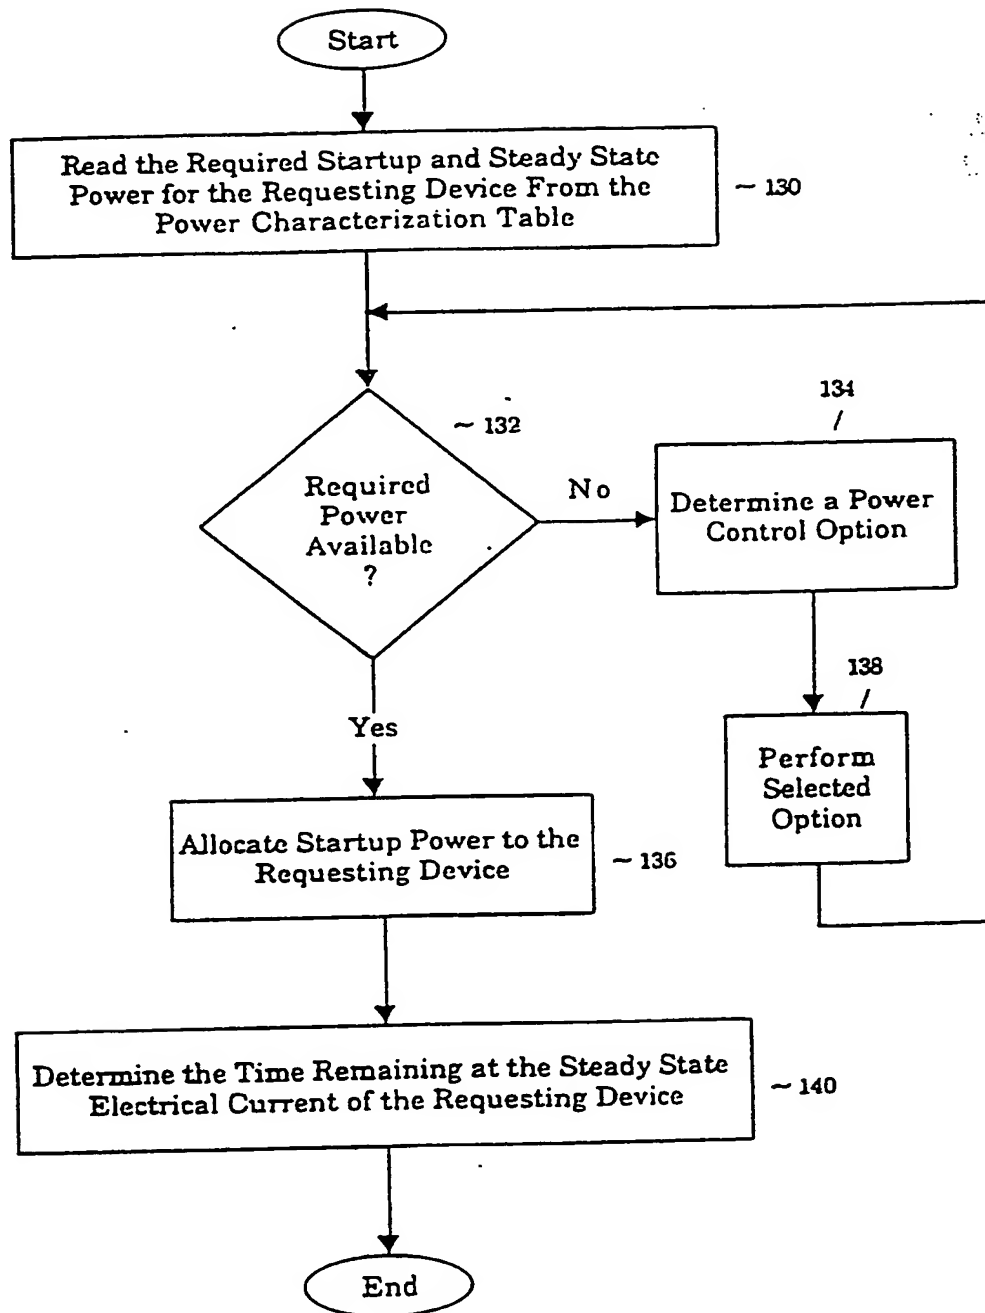 Start
Read the Required Startup and Steady State
Power for the Requesting Device From the
Power Characterization Table
~ 130
~ 132
134
Required
Power
Available
?
No
Determine a Power
Control Option
138
Yes
Perform
Selected
Option
Allocate Startup Power to the
Requesting Device
~ 136
Determine the Time Remaining at the Steady State
Electrical Current of the Requesting Device
~ 140
End